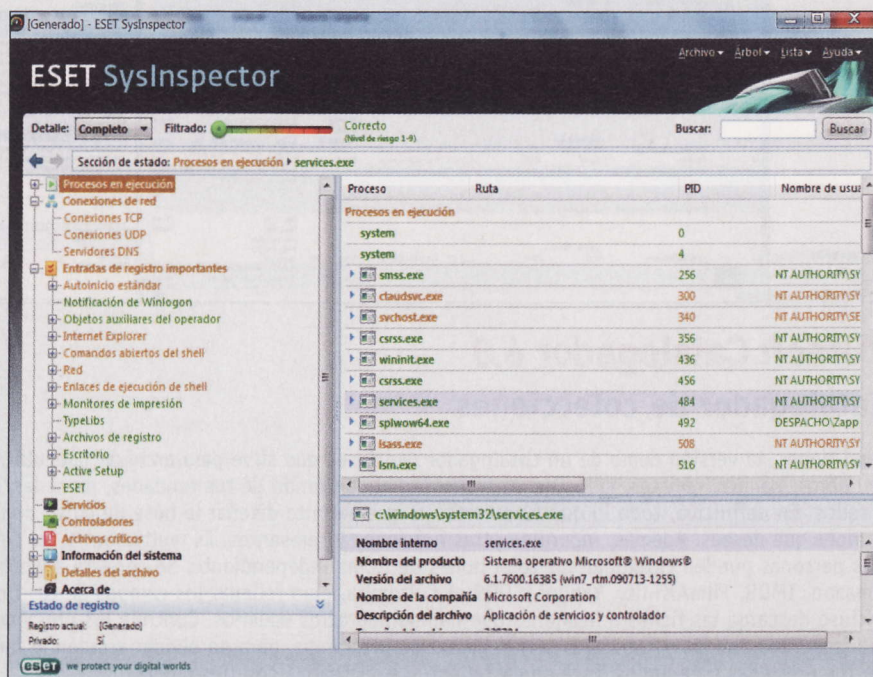 [Generado] - ESET SysInspector
Archivo Árbol Lista Ayuda
ESET SysInspector
Detalle: Completo Filtrado: Correcto
(Nivel de riesgo 1-9)
Buscar: Buscar
Sección de estado: Procesos en ejecución services.exe
Procesos en ejecución
Conexiones de red
Conexiones TCP
Conexiones UDP
Servidores DNS
Entradas de registro importantes
Autoinicio estándar
Notificación de Winlogon
Objetos auxiliares del operador
Internet Explorer
Comandos abiertos del shell
Red
Enlaces de ejecución de shell
Monitores de impresión
TypeLibs
Archivos de registro
Escritorio
Active Setup
ESET
Servicios
Controladores
Archivos críticos
Información del sistema
Detalles del archivo
Acerca de
Estado de registro
Registro actual: [Generado]
Privado: Sí
Proceso Ruta PID Nombre de usua
Procesos en ejecución
system 0
system 4
smss.exe 256 NT AUTHORITY\SY
ctaudsvc.exe 300 NT AUTHORITY\SY
svchost.exe 340 NT AUTHORITY\SE
csrss.exe 356 NT AUTHORITY\SY
wininit.exe 436 NT AUTHORITY\SY
csrss.exe 456 NT AUTHORITY\SY
services.exe 484 NT AUTHORITY\SY
splwow64.exe 492 DESPACHO\Zapp
lsass.exe 508 NT AUTHORITY\SY
lsm.exe 516 NT AUTHORITY\SY
c:\windows\system32\services.exe
Nombre interno services.exe
Nombre del producto Sistema operativo Microsoft® Windows®
Versión del archivo 6.1.7600.16385 (win7_rtm.090713-1255)
Nombre de la compañía Microsoft Corporation
Descripción del archivo Aplicación de servicios y controlador
eset we protect your digital worlds